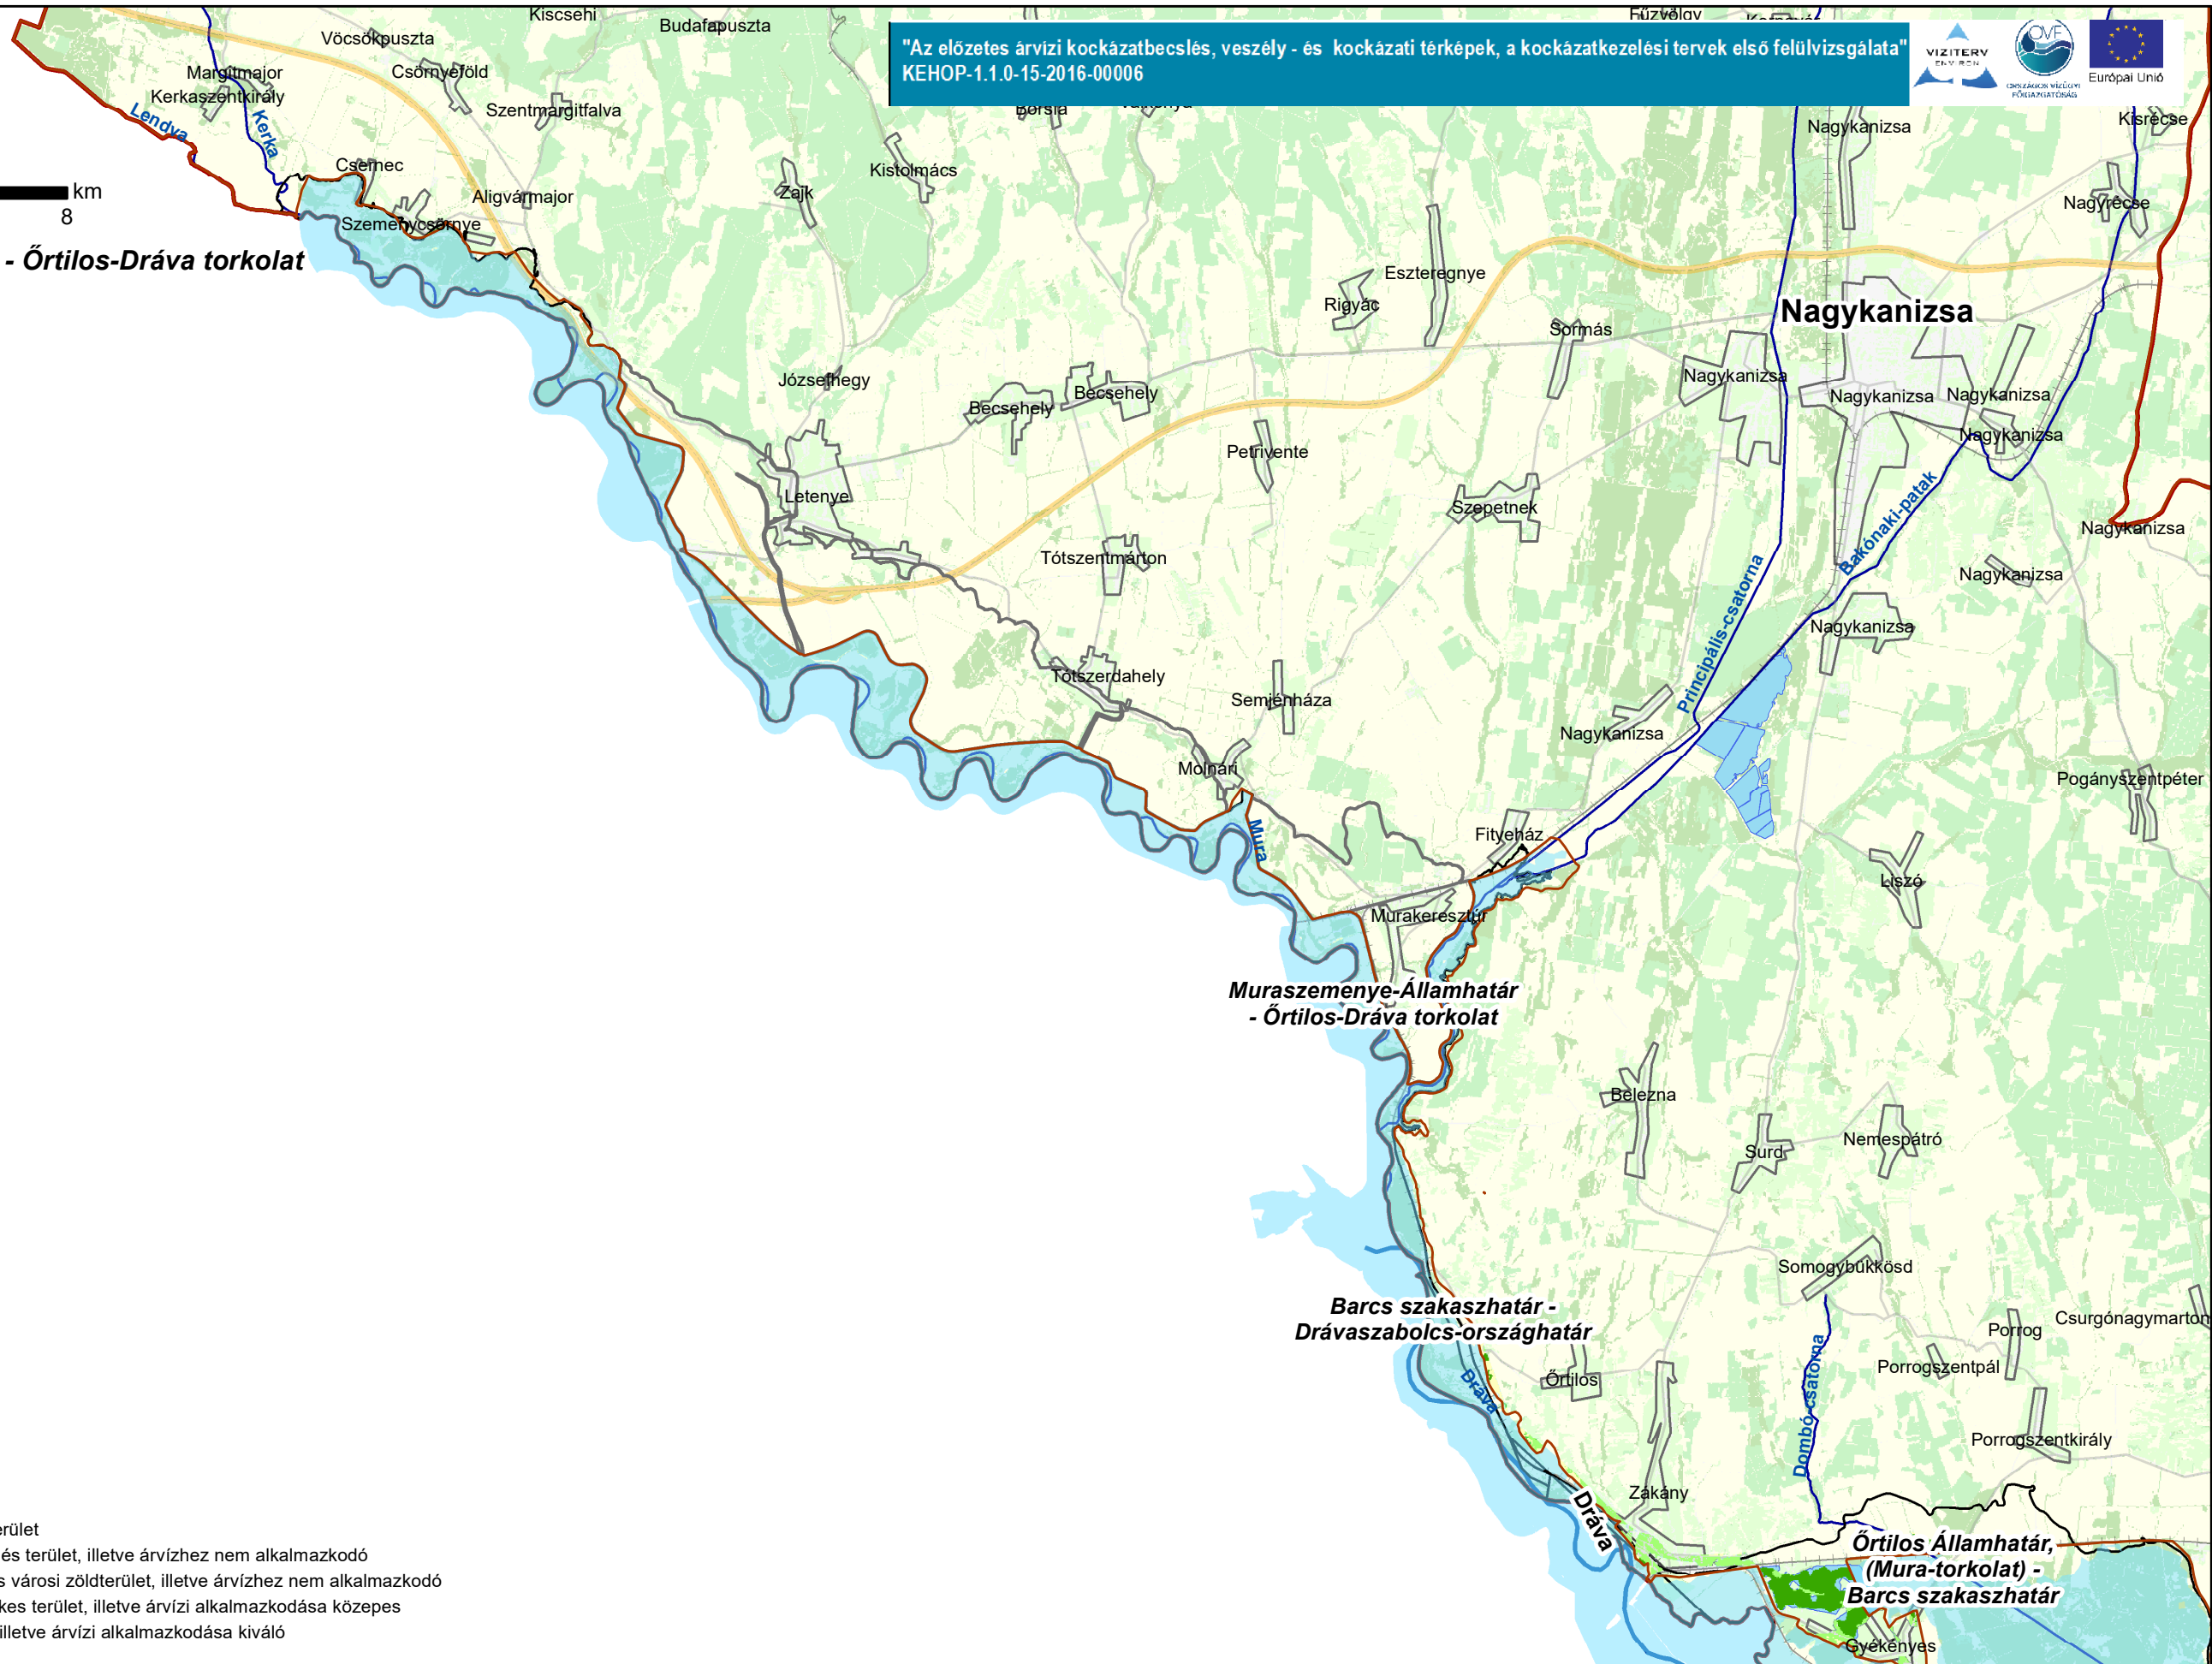 Kiscsehi
Budafapuszta
Vöcsökpuszta
Margitmajor
Csörnyeföld
Kerkaszentkirály
Szentmargitfalva
Lendva
Kerka
Csernec
Aligvármajor
Szemenyecsörnye
km
8
- Őrtilos-Dráva torkolat
"Az előzetes árvízi kockázatbecslés, veszély - és kockázati térképek, a kockázatkezelési tervek első felülvizsgálata"
KEHOP-1.1.0-15-2016-00006
VIZITERV
ENVIRON
OVF
ORSZÁGOS VÍZÜGYI
FŐIGAZGATÓSÁG
Európai Unió
Fűzvölgy
Borsfa
Kistolmács
Zajk
Nagykanizsa
Kisrécse
Nagyrécse
Eszteregnye
Rigyác
Sormás
Nagykanizsa
Józsefhegy
Becsehely
Becsehely
Nagykanizsa
Nagykanizsa
Nagykanizsa
Nagykanizsa
Petrivente
Letenye
Szepetnek
Bakónaki-patak
Nagykanizsa
Tótszentmárton
Nagykanizsa
Principális-csatorna
Nagykanizsa
Tótszerdahely
Semjénháza
Nagykanizsa
Molnári
Pogányszentpéter
Mura
Fityeház
Liszó
Murakeresztúr
Muraszemenye-Államhatár
- Őrtilos-Dráva torkolat
Belezna
Nemespátró
Surd
Somogybükkösd
Barcs szakaszhatár -
Drávaszabolcs-országhatár
Csurgónagymarton
Porrog
Porrogszentpál
Őrtilos
Dráva
Dombó-csatorna
Porrogszentkirály
Zákány
Dráva
Őrtilos Államhatár,
(Mura-torkolat) -
Barcs szakaszhatár
Gyékényes
és terület, illetve árvízhez nem alkalmazkodó
városi zöldterület, illetve árvízhez nem alkalmazkodó
terület, illetve árvízi alkalmazkodása közepes
illetve árvízi alkalmazkodása kiváló